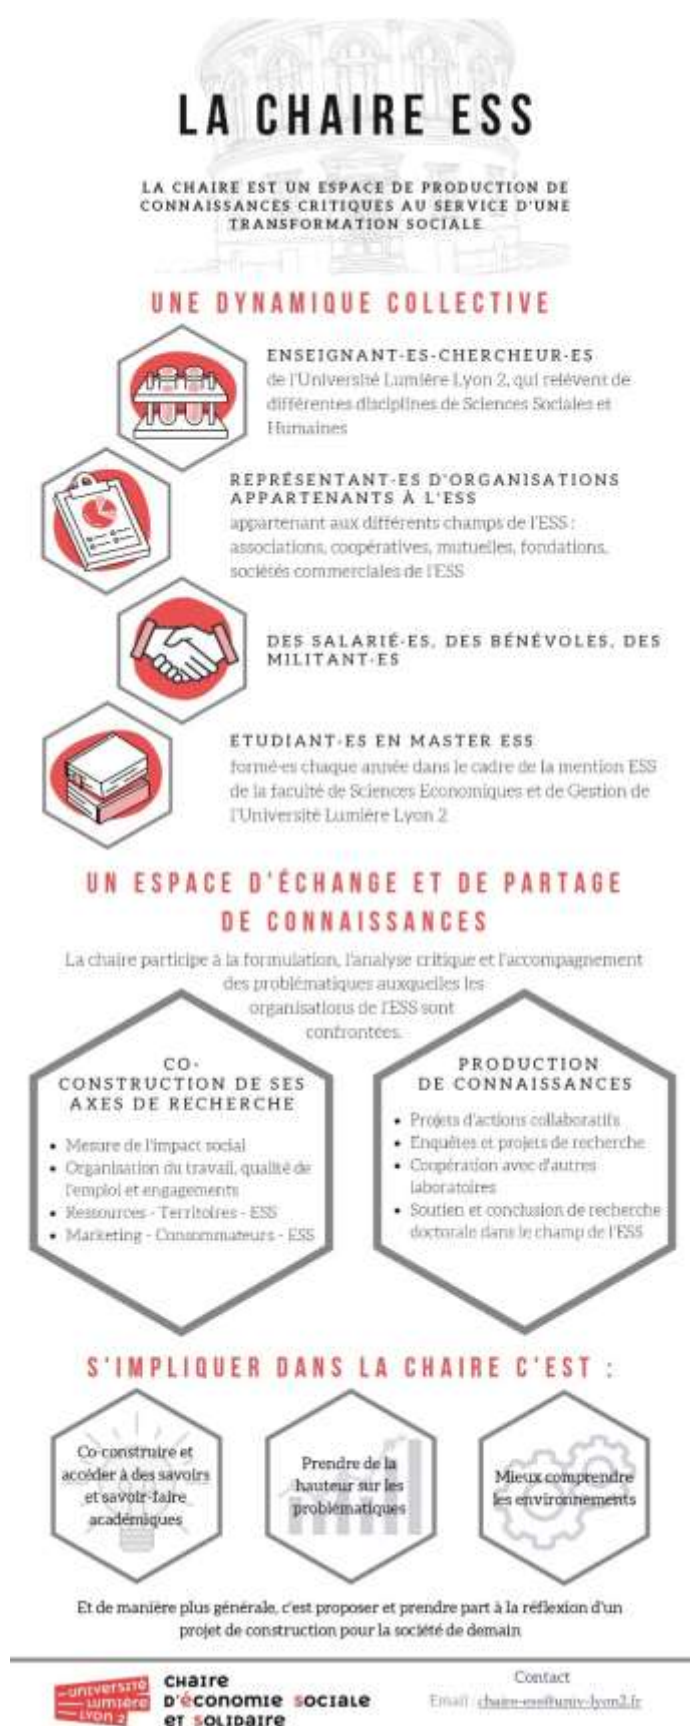 LA CHAIRE ESS
LA CHAIRE EST UN ESPACE DE PRODUCTION DE
CONNAISSANCES CRITIQUES AU SERVICE D'UNE
TRANSFORMATION SOCIALE
UNE DYNAMIQUE COLLECTIVE
ENSEIGNANT-ES-CHERCHEUR-ES
de l'Université Lumière Lyon 2, qui relèvent de
différentes disciplines de Sciences Sociales et
Humaines
REPRÉSENTANT-ES D'ORGANISATIONS
APPARTENANTS À L'ESS
appartenant aux différents champs de l'ESS :
associations, coopératives, mutuelles, fondations,
sociétés commerciales de l'ESS
DES SALARIÉ-ES, DES BÉNÉVOLES, DES
MILITANT-ES
ETUDIANT-ES EN MASTER ESS
formé-es chaque année dans le cadre de la mention ESS
de la faculté de Sciences Economiques et de Gestion de
l'Université Lumière Lyon 2
UN ESPACE D'ÉCHANGE ET DE PARTAGE
DE CONNAISSANCES
La chaire participe à la formulation, l'analyse critique et l'accompagnement
des problématiques auxquelles les
organisations de l'ESS sont
confrontées.
CO-
CONSTRUCTION DE SES
AXES DE RECHERCHE
• Mesure de l'impact social
• Organisation du travail, qualité de
l'emploi et engagements
• Ressources - Territoires - ESS
• Marketing - Consommateurs - ESS
PRODUCTION
DE CONNAISSANCES
• Projets d'actions collaboratifs
• Enquêtes et projets de recherche
• Coopération avec d'autres
laboratoires
• Soutien et conclusion de recherche
doctorale dans le champ de l'ESS
S'IMPLIQUER DANS LA CHAIRE C'EST :
Co-construire et
accéder à des savoirs
et savoir-faire
académiques
Prendre de la
hauteur sur les
problématiques
Mieux comprendre
les environnements
Et de manière plus générale, c'est proposer et prendre part à la réflexion d'un
projet de construction pour la société de demain
université
Lumière
Lyon 2
CHaIre
D'économIe socIaLe
eT soLIDaIre
Contact
Email : chaire-ess@univ-lyon2.fr